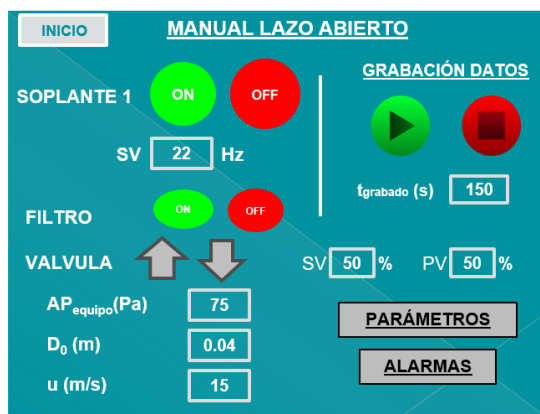 INICIO
MANUAL LAZO ABIERTO
GRABACIÓN DATOS
SOPLANTE 1 ON OFF
SV 22 Hz
tgrabado (s) 150
FILTRO ON OFF
VALVULA SV 50 % PV 50 %
APequipo(Pa) 75
D0 (m) 0.04
u (m/s) 15
PARÁMETROS
ALARMAS